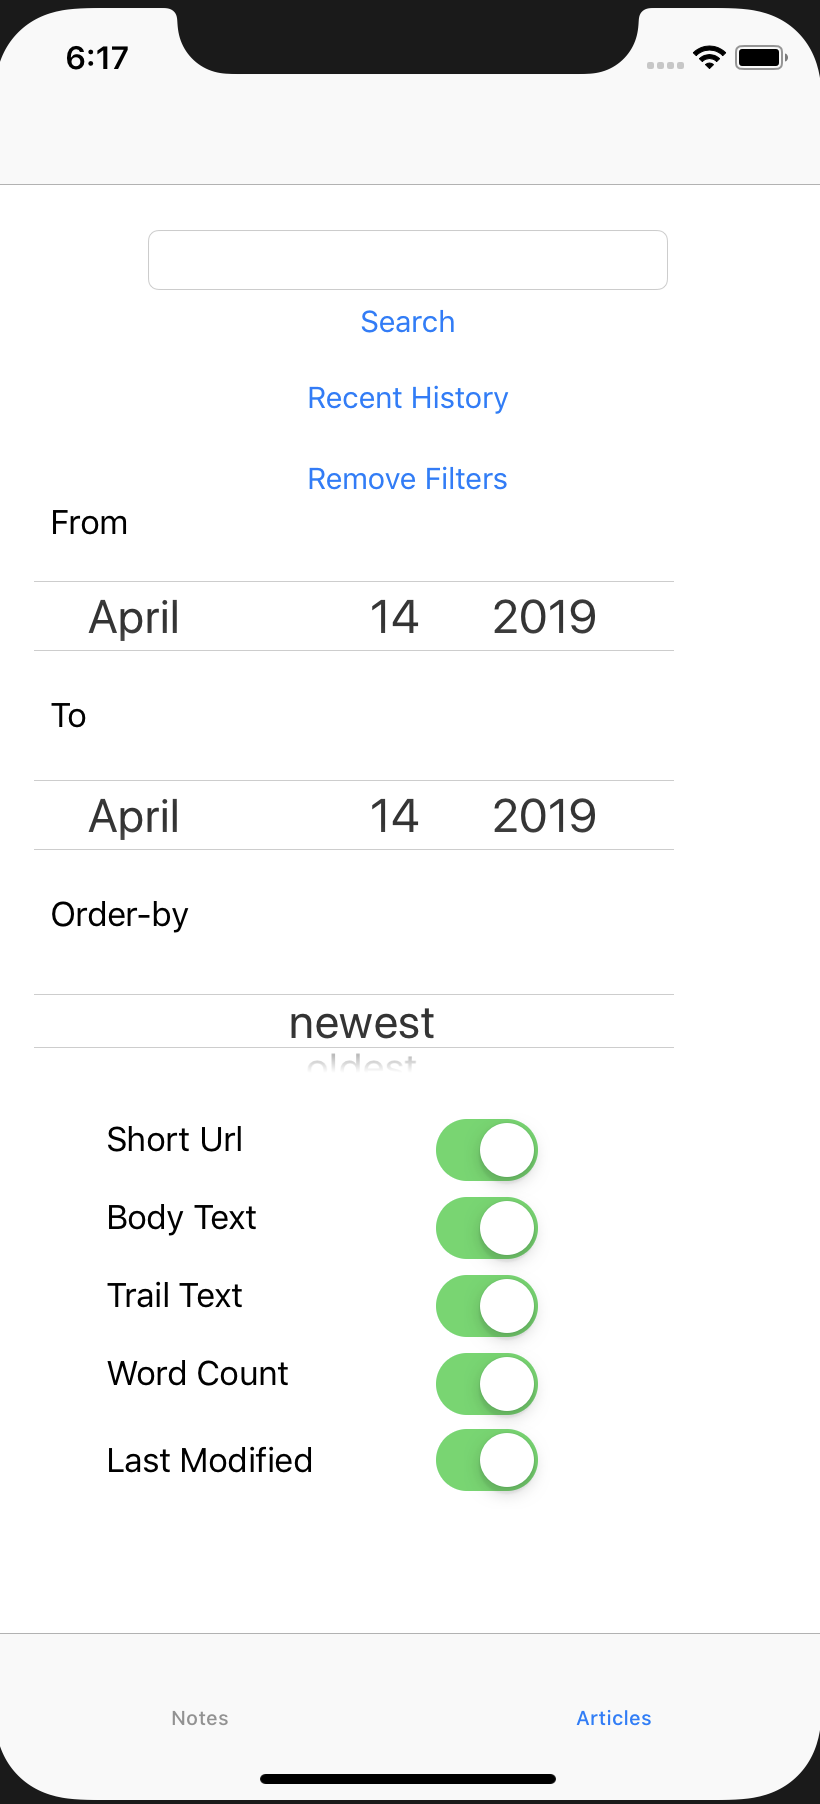 6:17
Search
Recent History
Remove Filters
From
April 14 2019
To
April 14 2019
Order-by
newest
oldest
Short Url
Body Text
Trail Text
Word Count
Last Modified
Notes Articles